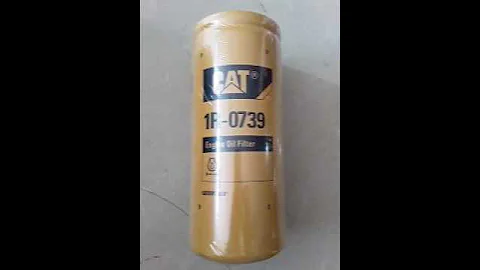 CAT®
1R-0739
Engine Oil Filter